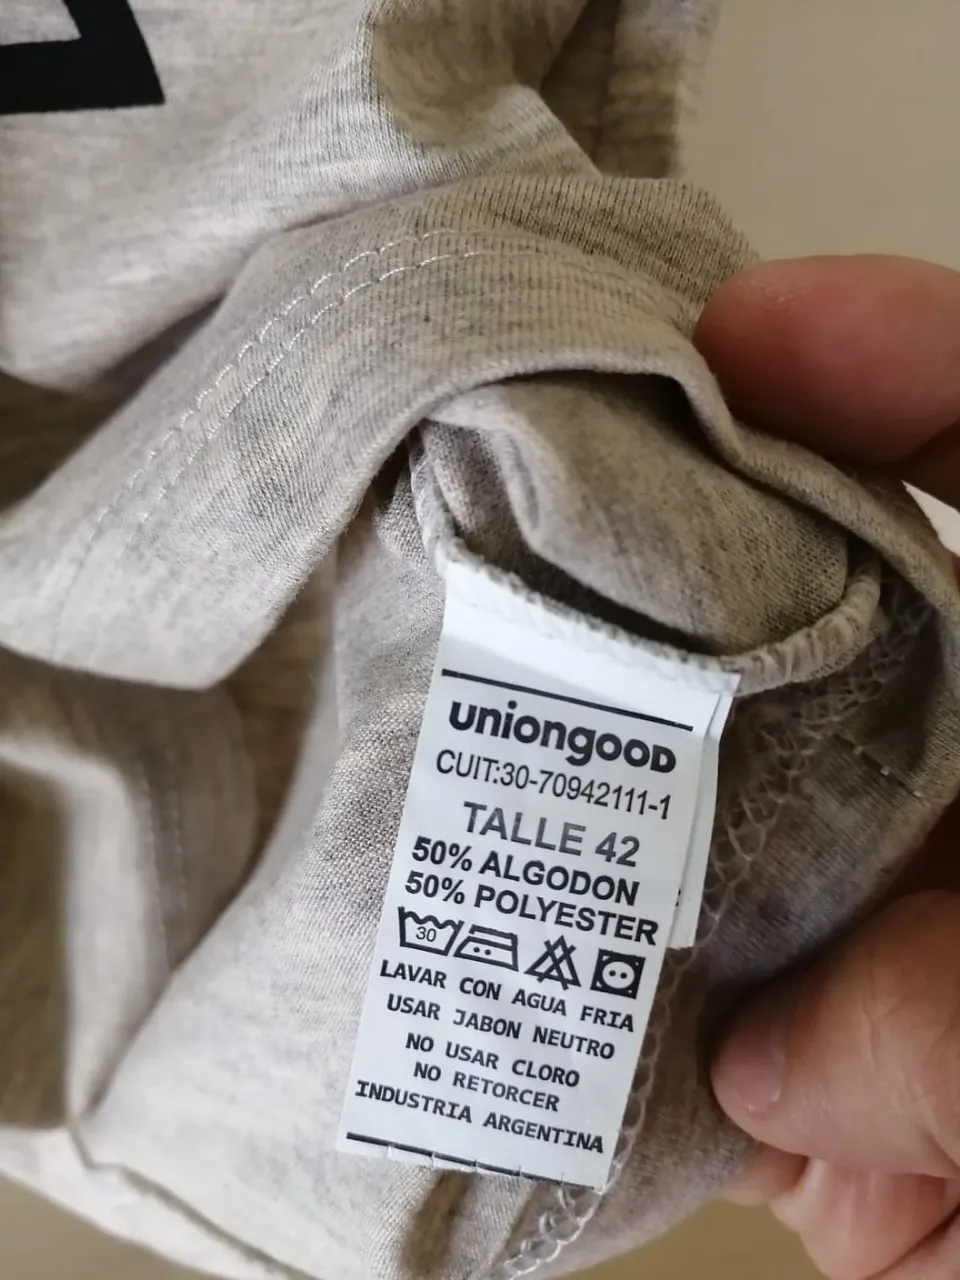 uniongood
CUIT:30-70942111-1
TALLE 42
50% ALGODON
50% POLYESTER
30
LAVAR CON AGUA FRIA
USAR JABON NEUTRO
NO USAR CLORO
NO RETORCER
INDUSTRIA ARGENTINA